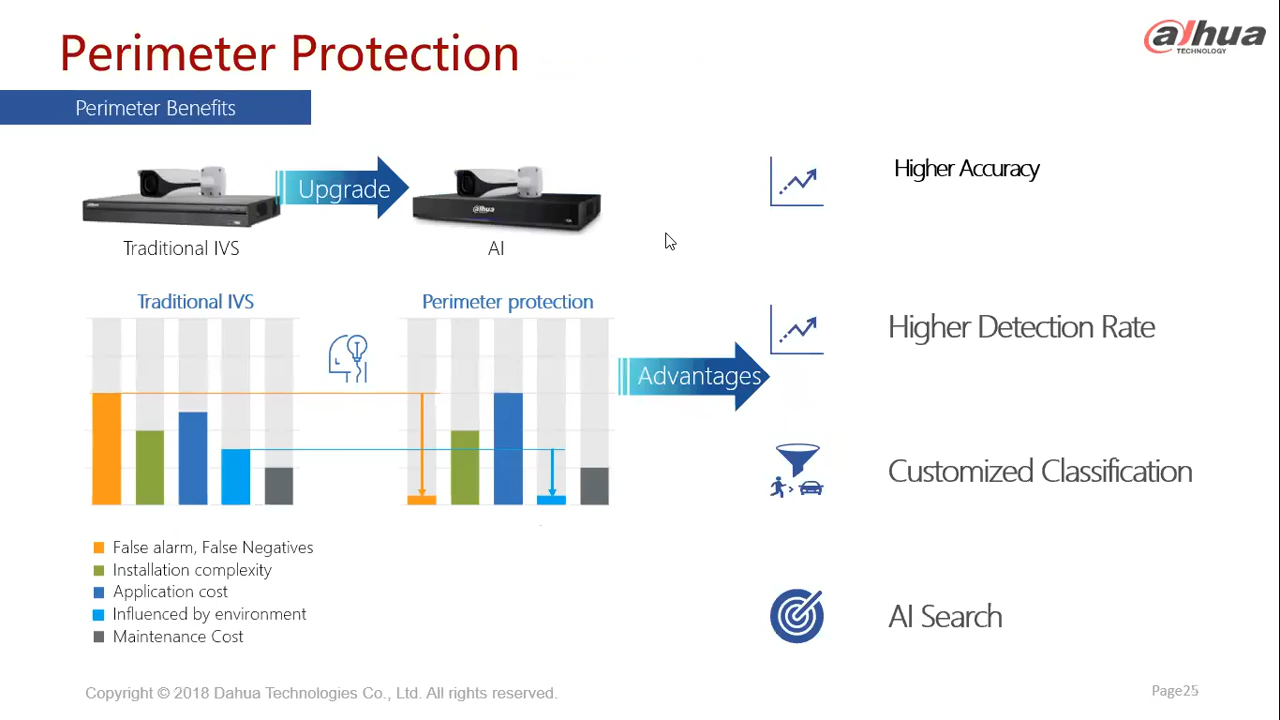 Perimeter Protection
alhua
TECHNOLOGY
Perimeter Benefits
Upgrade
alhua
Traditional IVS
AI
Higher Accuracy
Traditional IVS
Perimeter protection
Higher Detection Rate
Advantages
Customized Classification
False alarm, False Negatives
Installation complexity
Application cost
Influenced by environment
Maintenance Cost
AI Search
Copyright © 2018 Dahua Technologies Co., Ltd. All rights reserved.
Page25